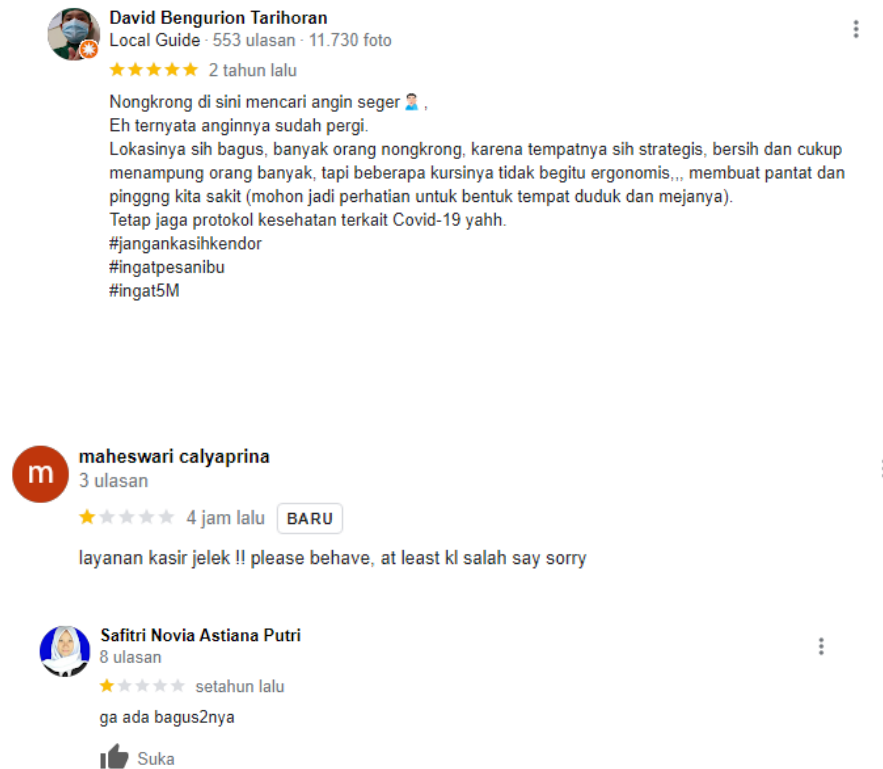 David Bengurion Tarihoran
Local Guide · 553 ulasan · 11.730 foto
2 tahun lalu
Nongkrong di sini mencari angin seger ,
Eh ternyata anginnya sudah pergi.
Lokasinya sih bagus, banyak orang nongkrong, karena tempatnya sih strategis, bersih dan cukup
menampung orang banyak, tapi beberapa kursinya tidak begitu ergonomis,,, membuat pantat dan
pinggng kita sakit (mohon jadi perhatian untuk bentuk tempat duduk dan mejanya).
Tetap jaga protokol kesehatan terkait Covid-19 yahh.
#jangankasihkendor
#ingatpesanibu
#ingat5M
m
maheswari calyaprina
3 ulasan
4 jam lalu BARU
layanan kasir jelek !! please behave, at least kl salah say sorry
Safitri Novia Astiana Putri
8 ulasan
setahun lalu
ga ada bagus2nya
Suka